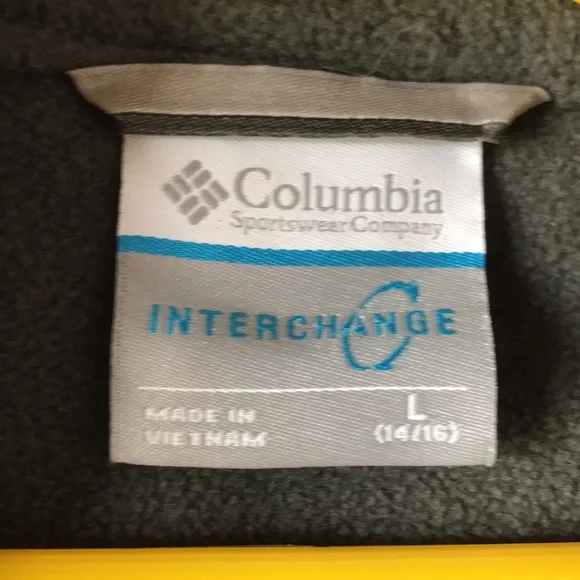 Columbia
Sportswear Company
INTERCHANGE
MADE IN
VIETNAM
L
(14/16)